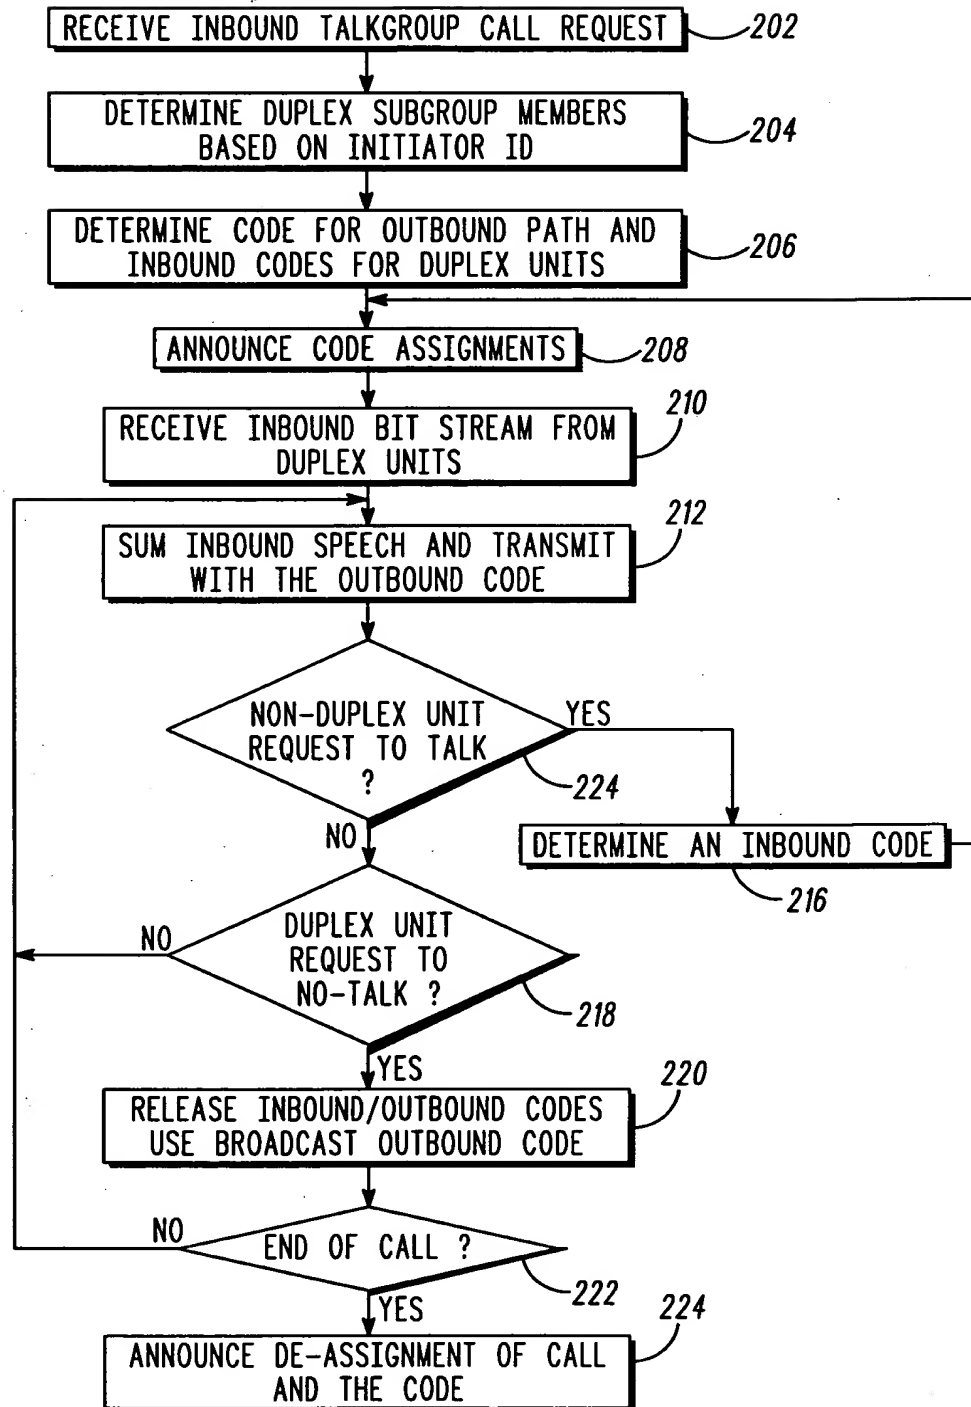 RECEIVE INBOUND TALKGROUP CALL REQUEST
202
DETERMINE DUPLEX SUBGROUP MEMBERS
BASED ON INITIATOR ID
204
DETERMINE CODE FOR OUTBOUND PATH AND
INBOUND CODES FOR DUPLEX UNITS
206
ANNOUNCE CODE ASSIGNMENTS
208
RECEIVE INBOUND BIT STREAM FROM
DUPLEX UNITS
210
SUM INBOUND SPEECH AND TRANSMIT
WITH THE OUTBOUND CODE
212
NON-DUPLEX UNIT
REQUEST TO TALK
?
YES
224
NO
DETERMINE AN INBOUND CODE
216
DUPLEX UNIT
REQUEST TO
NO-TALK ?
NO
218
YES
RELEASE INBOUND/OUTBOUND CODES
USE BROADCAST OUTBOUND CODE
220
NO
END OF CALL ?
222
YES
ANNOUNCE DE-ASSIGNMENT OF CALL
AND THE CODE
224